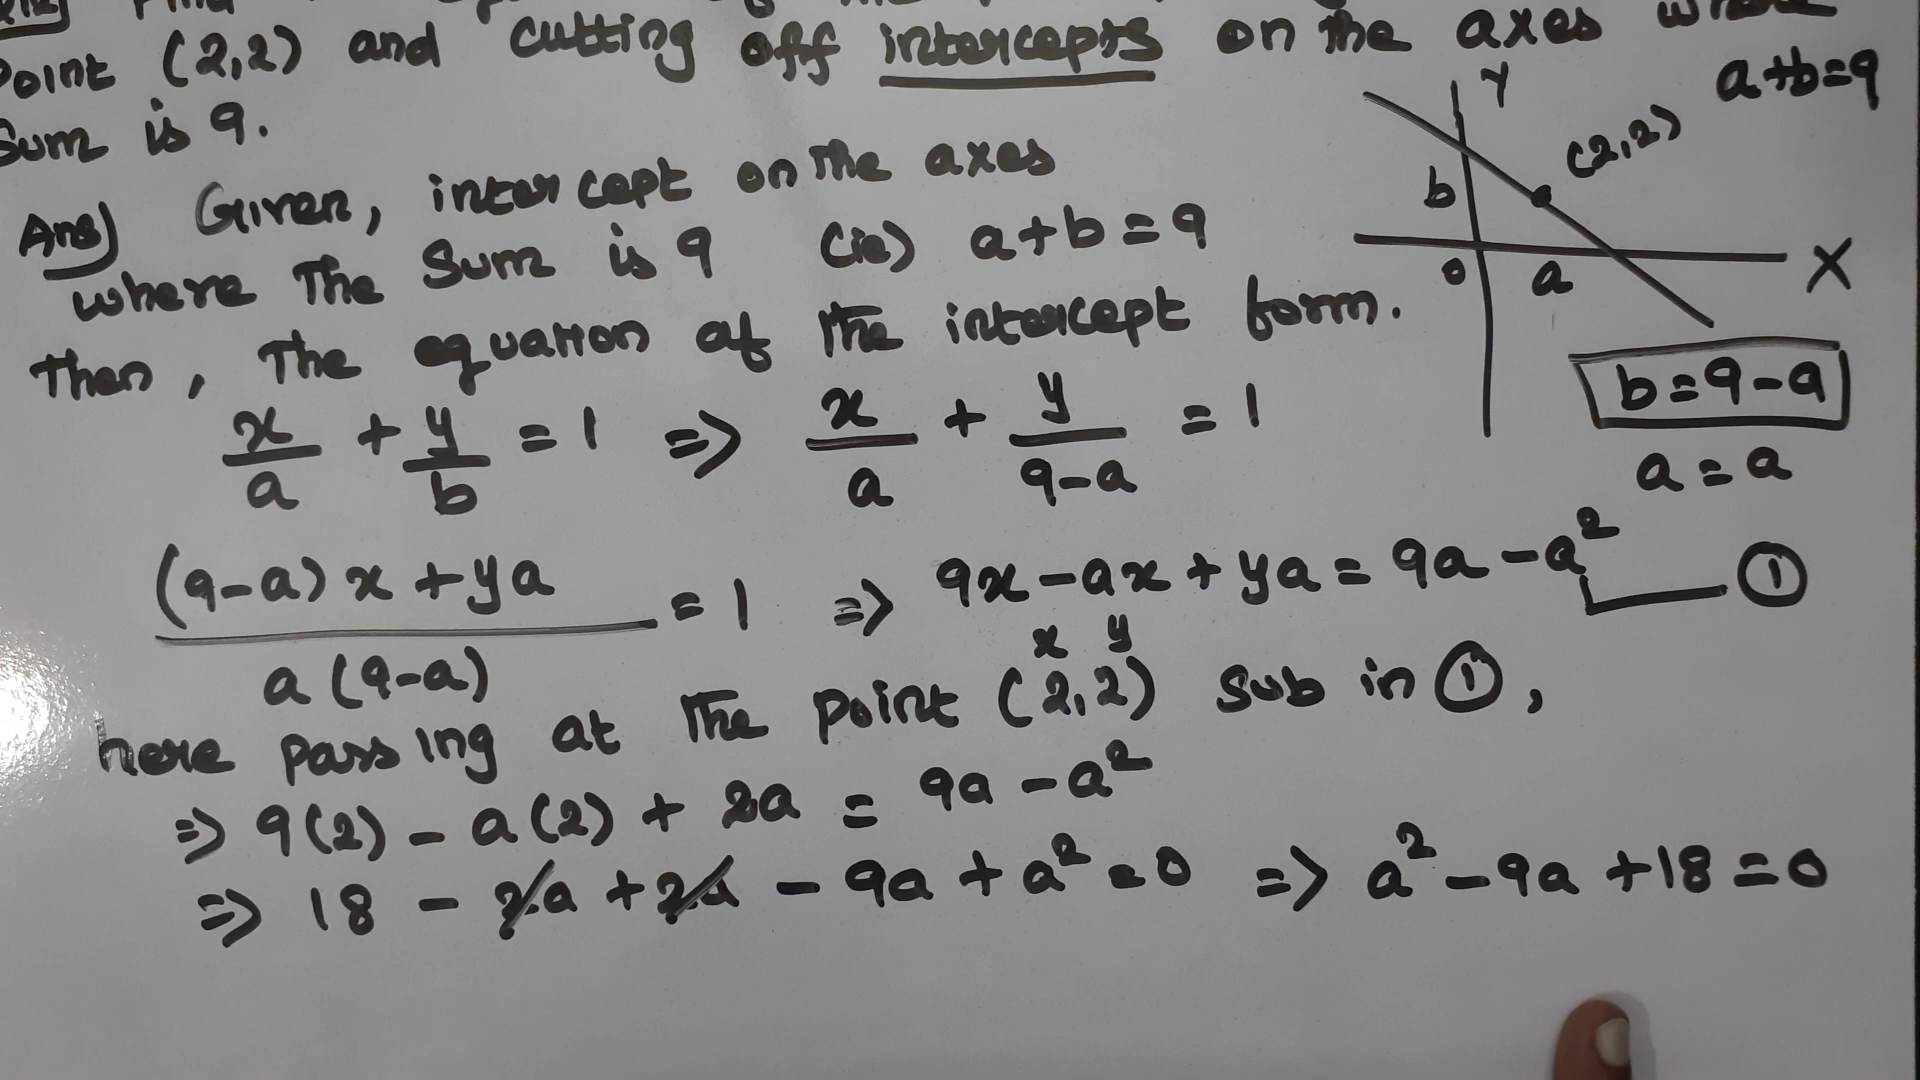 Point (2,2) and cutting off intercepts on the axes
Sum is 9.
a+b=9
Y
(2,2)
b
o
a
X
Ans) Given, intercept on the axes
where The Sum is 9 (ie) a+b=9
Then, The equation of the intercept form.
x/a + y/b = 1 => x/a + y/9-a = 1
b=9-a
a=a
(9-a)x+ya / a(9-a) = 1 => 9x-ax+ya=9a-a² ①
x y
here passing at the point (2,2) sub in ①,
=> 9(2) - a(2) + 2a = 9a - a²
=> 18 - 2a + 2a - 9a + a² = 0 => a² - 9a + 18 = 0